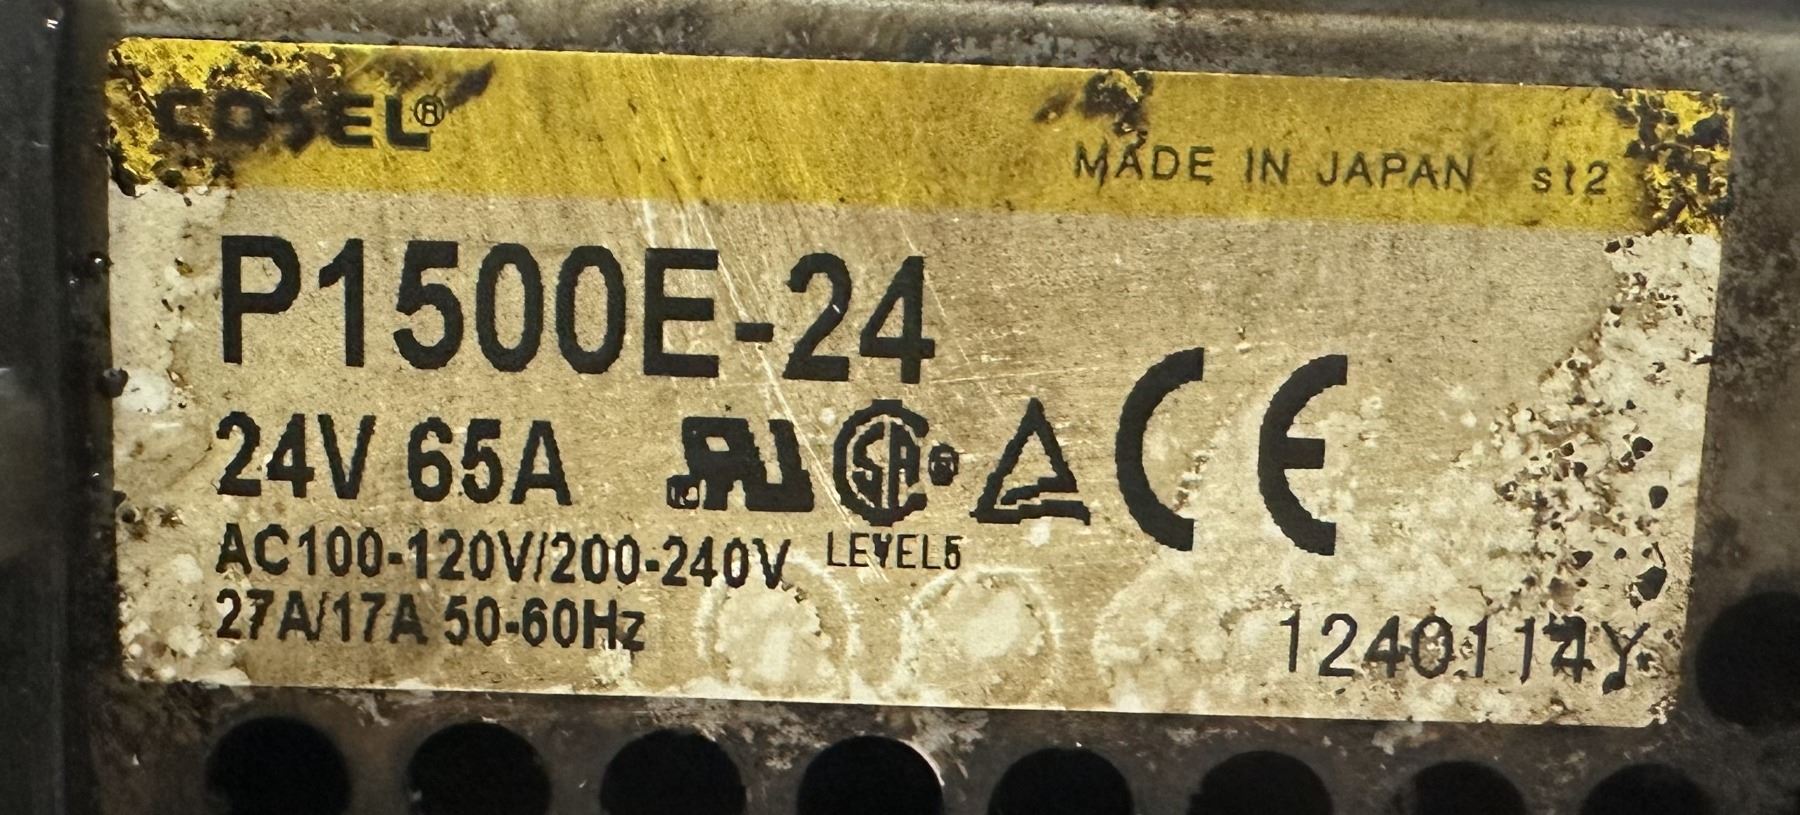 COSEL®
MADE IN JAPAN st2
P1500E-24
24V 65A
AC100-120V/200-240V LEVEL5
27A/17A 50-60Hz
1240114Y